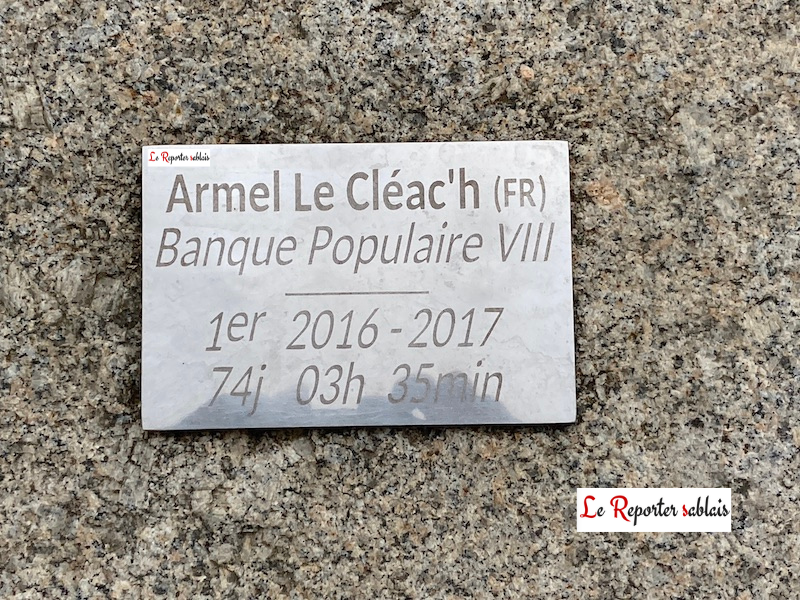 Le Reporter sablais
Armel Le Cléac'h (FR)
Banque Populaire VIII
1er 2016 - 2017
74j 03h 35min
Le Reporter sablais